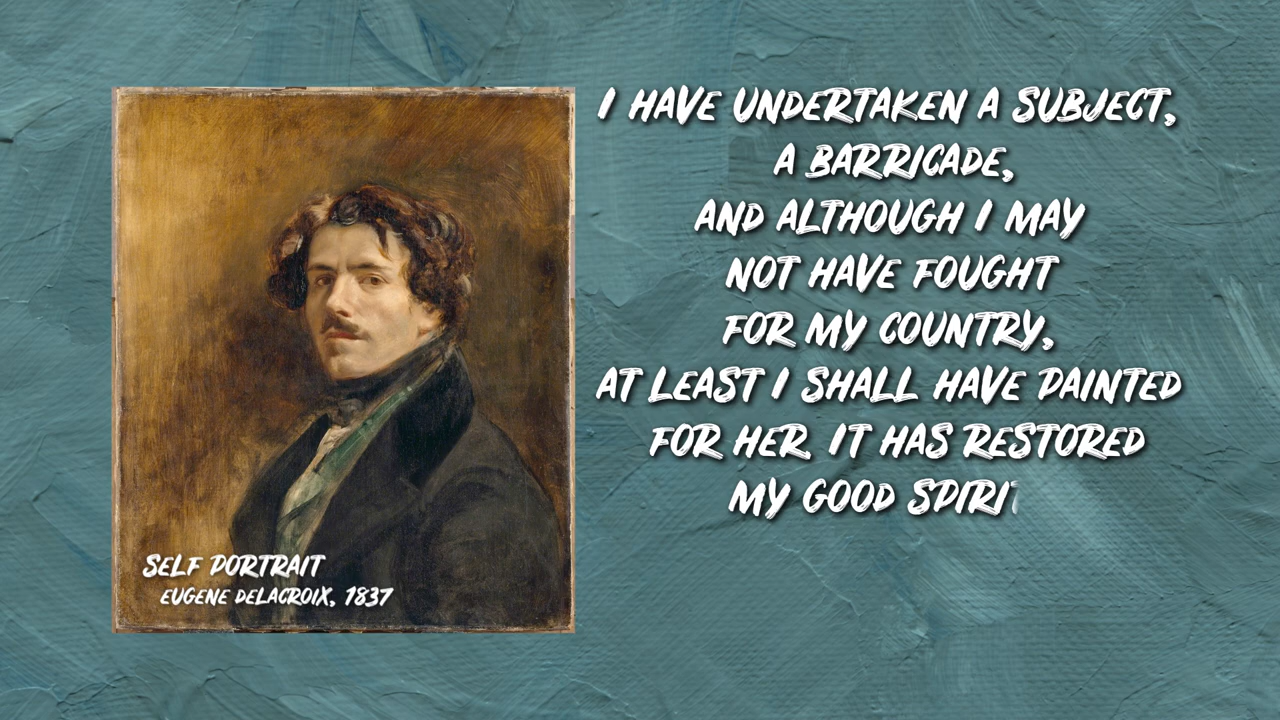 I HAVE UNDERTAKEN A SUBJECT,
A BARRICADE,
AND ALTHOUGH I MAY
NOT HAVE FOUGHT
FOR MY COUNTRY,
AT LEAST I SHALL HAVE PAINTED
FOR HER. IT HAS RESTORED
MY GOOD SPIRIT
SELF PORTRAIT
EUGENE DELACROIX, 1837